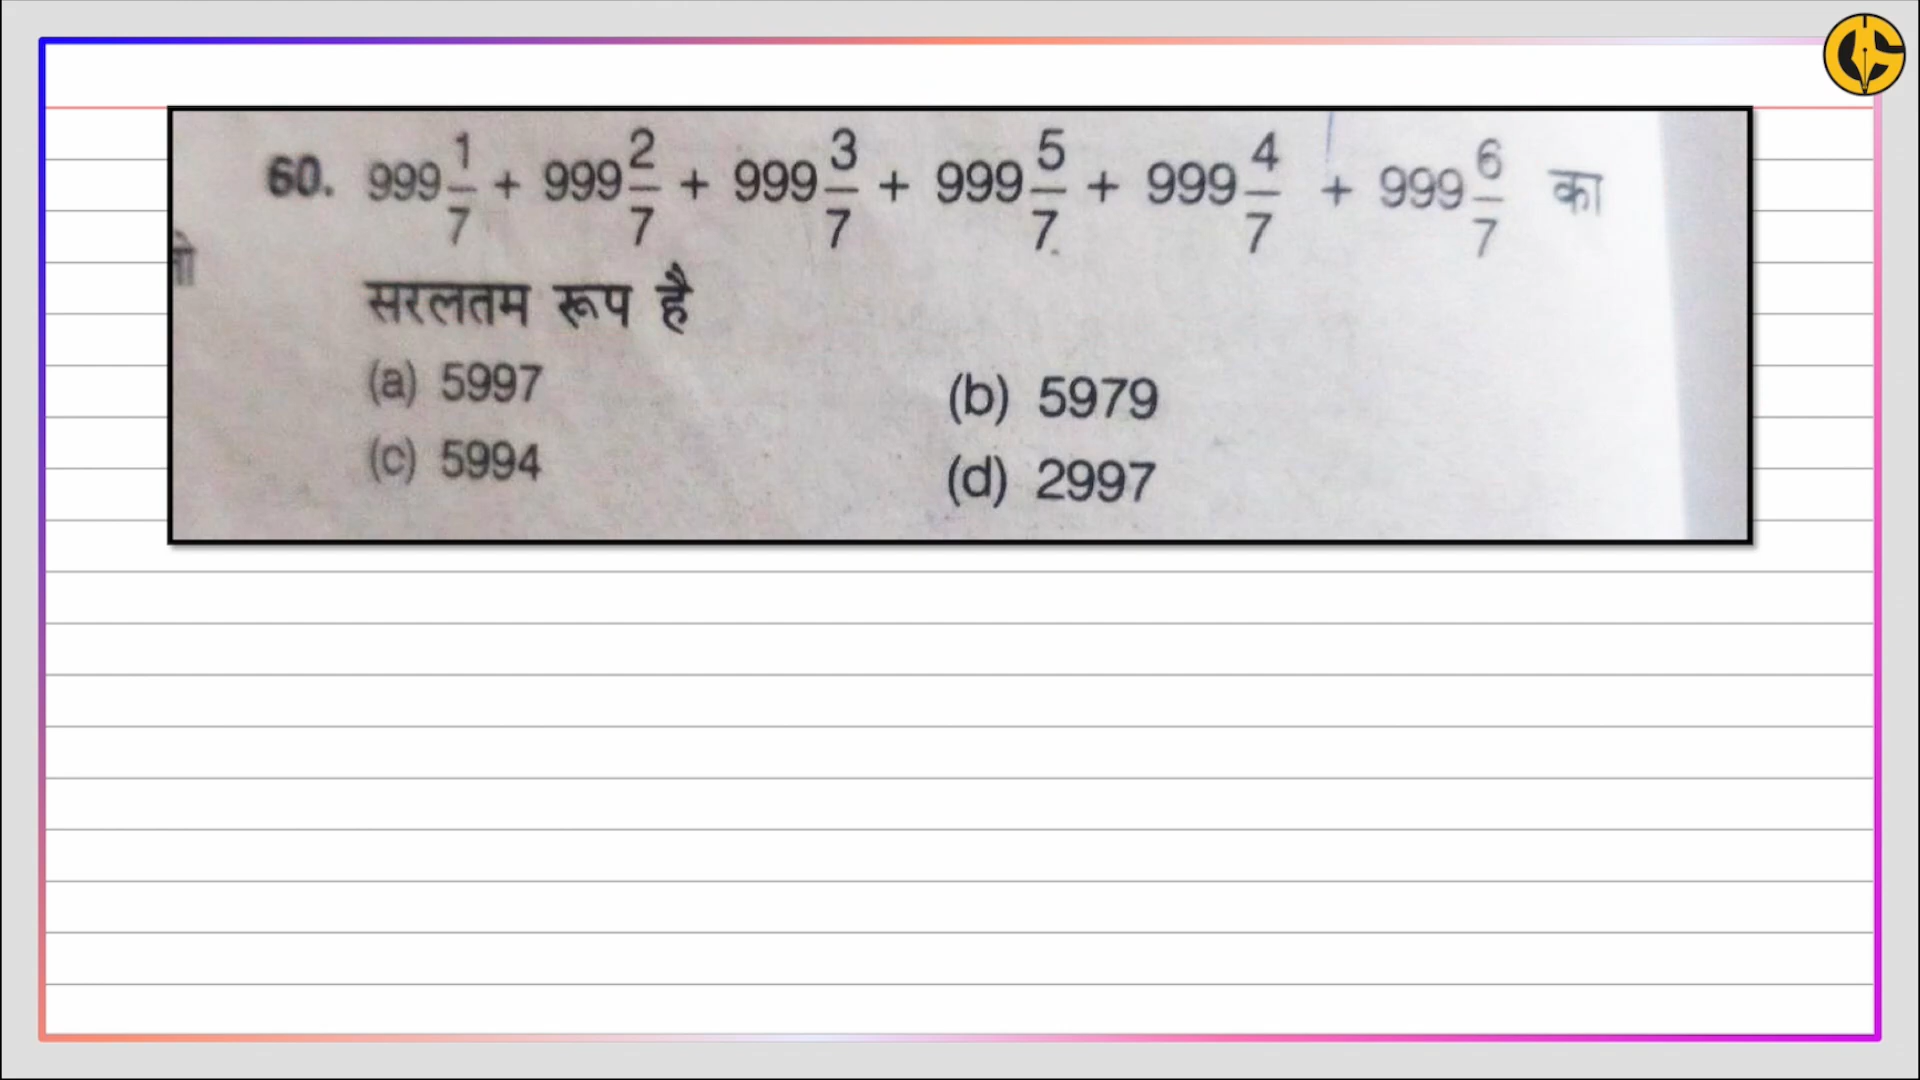 60. 999 1/7 + 999 2/7 + 999 3/7 + 999 5/7 + 999 4/7 + 999 6/7 का
सरलतम रूप है
(a) 5997 (b) 5979
(c) 5994 (d) 2997